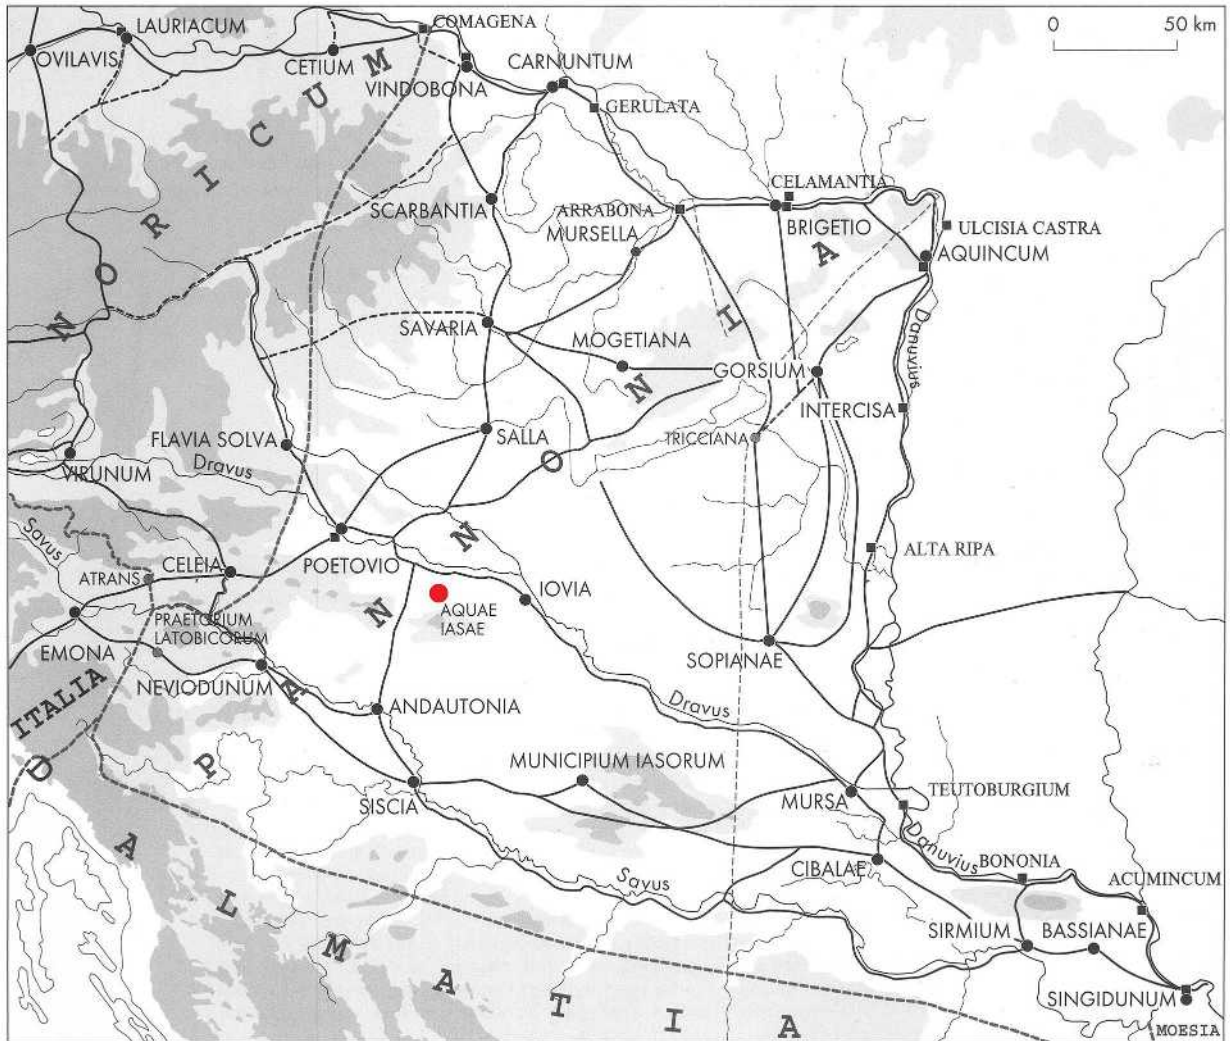 LAURIACUM
COMAGENA
0 50 km
OVILAVIS
CETIUM
VINDOBONA
CARNUNTUM
GERULATA
NORICUM
SCARBANTIA
ARRABONA
MURSELLA
CELAMANTIA
BRIGETIO
ULCISIA CASTRA
AQUINCUM
SAVARIA
MOGETIANA
GORSIUM
Danuvius
INTERCISA
FLAVIA SOLVA
SALLA
TRICCIANA
VIRUNUM
Dravus
PANNONIA
Savus
CELEIA
POETOVIO
ALTA RIPA
ATRANS
IOVIA
AQUAE
IASAE
PRAETORIUM
LATOBICORUM
EMONA
NEVIODUNUM
SOPIANAE
ITALIA
ANDAUTONIA
Dravus
MUNICIPIUM IASORUM
SISCIA
MURSA
TEUTOBURGIUM
Danuvius
BONONIA
CIBALAE
ACUMINCUM
Savus
SIRMIUM
BASSIANAE
DALMATIA
SINGIDUNUM
MOESIA